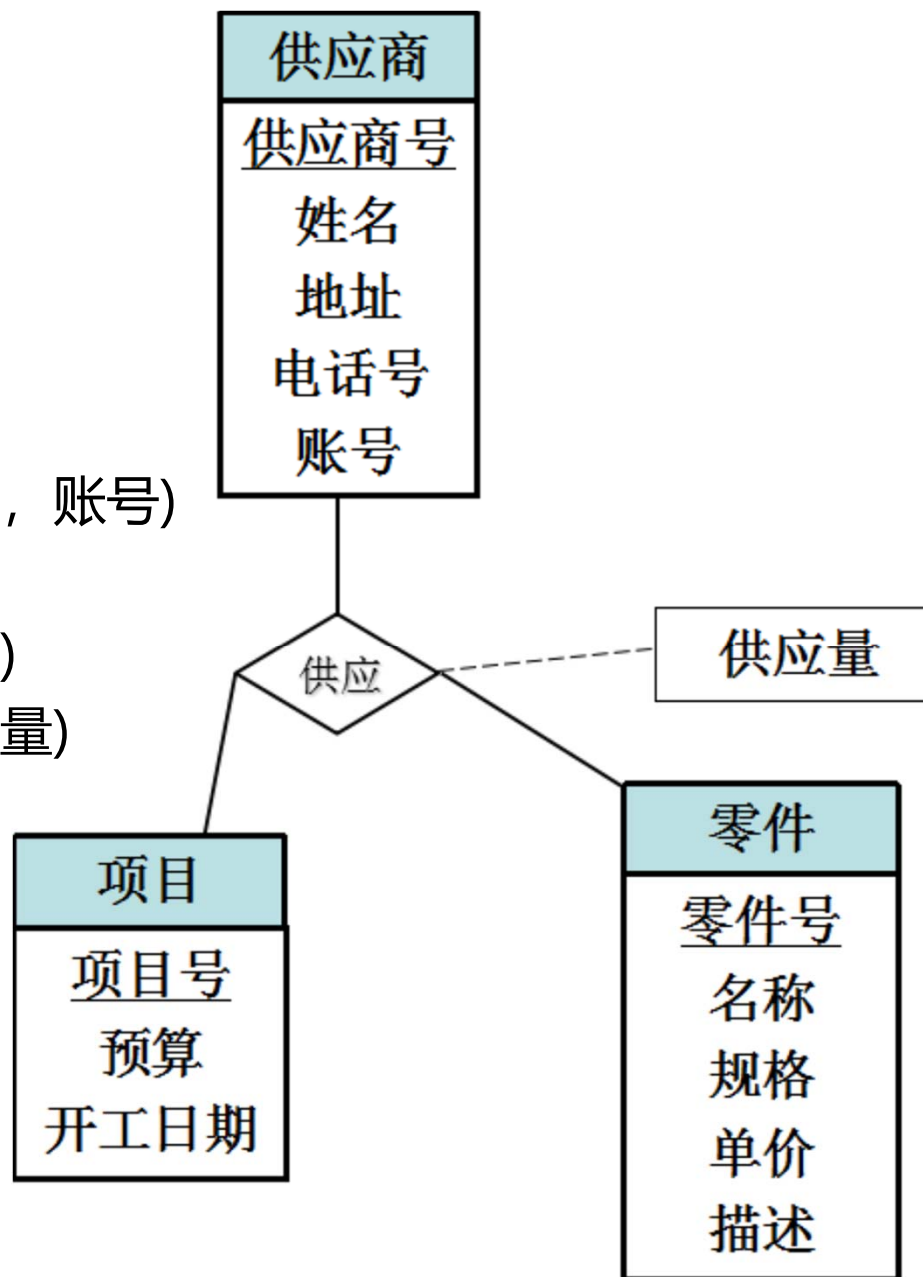 供应商
供应商号
姓名
地址
电话号
账号
，账号)
)
量)
供应
供应量
项目
项目号
预算
开工日期
零件
零件号
名称
规格
单价
描述